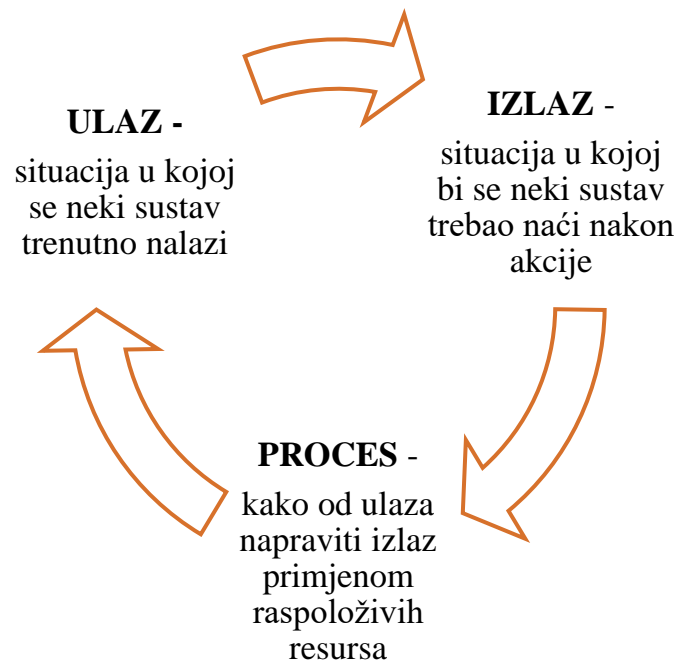 ULAZ -
situacija u kojoj
se neki sustav
trenutno nalazi
IZLAZ -
situacija u kojoj
bi se neki sustav
trebao naći nakon
akcije
PROCES -
kako od ulaza
napraviti izlaz
primjenom
raspoloživih
resursa